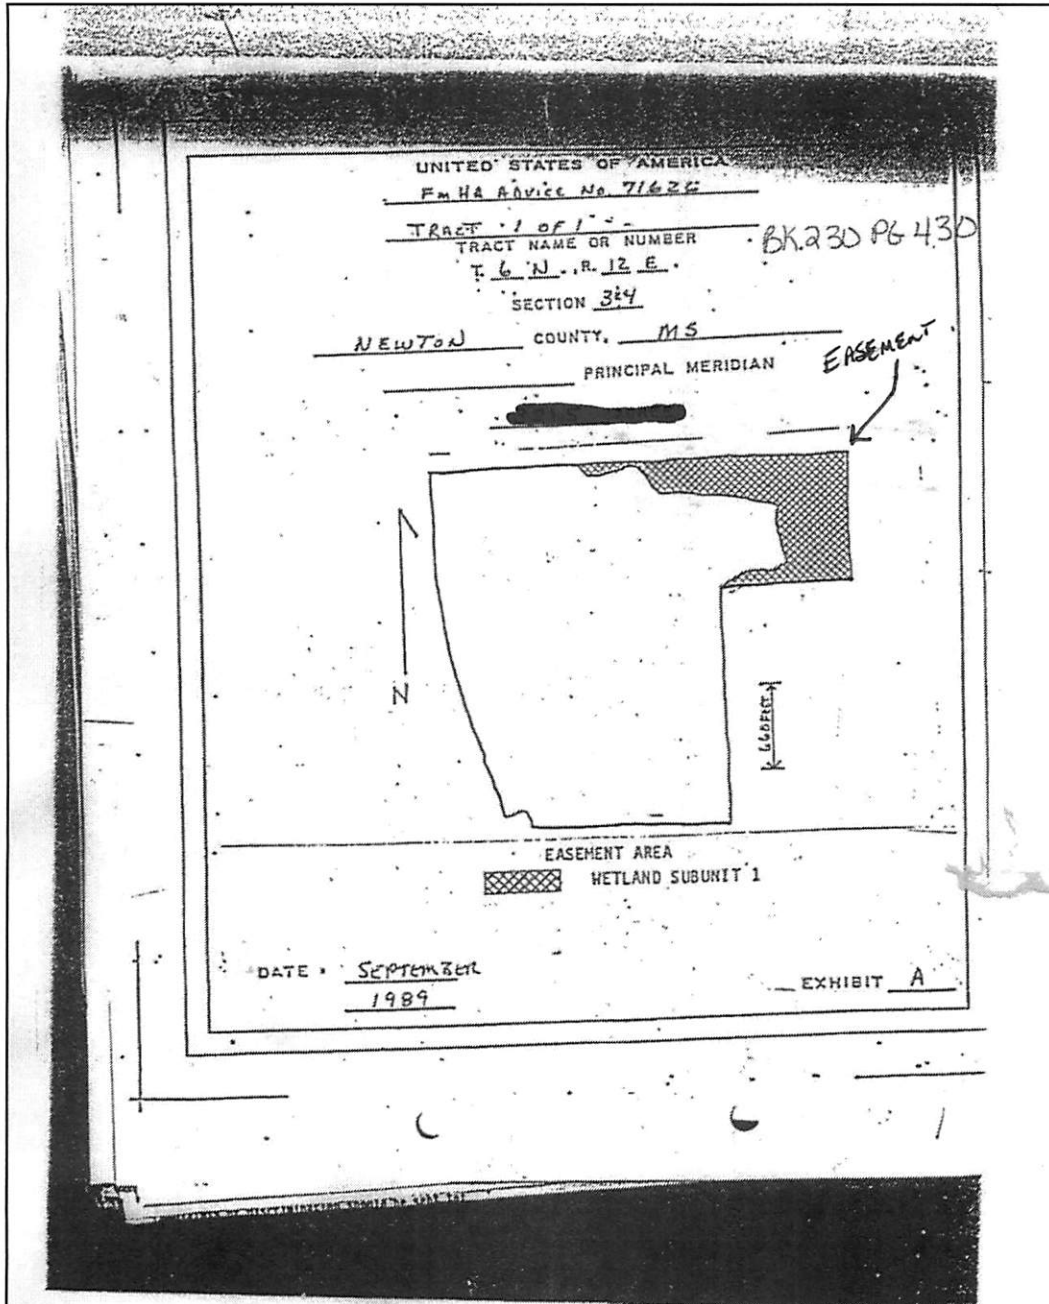 UNITED STATES OF AMERICA
FmHA ADVICE No. 71626
TRACT 1 OF 1
TRACT NAME OR NUMBER
BK.230 PG 430
T. 6 N . R. 12 E .
SECTION 3&4
NEWTON COUNTY, MS
EASEMENT
PRINCIPAL MERIDIAN
N
660 FEET
EASEMENT AREA
WETLAND SUBUNIT 1
DATE SEPTEMBER
1989
EXHIBIT A